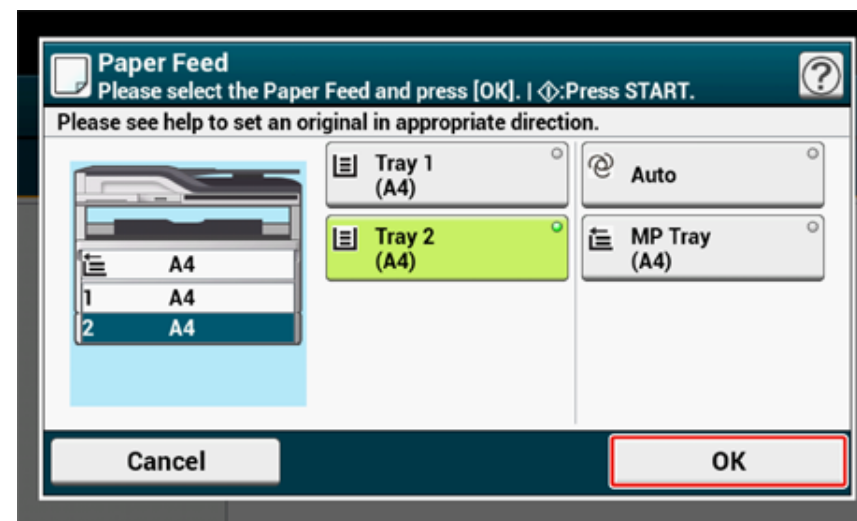 Paper Feed
Please select the Paper Feed and press [OK]. | :Press START.
Please see help to set an original in appropriate direction.
A4
1 A4
2 A4
Tray 1
(A4)
Auto
Tray 2
(A4)
MP Tray
(A4)
Cancel
OK